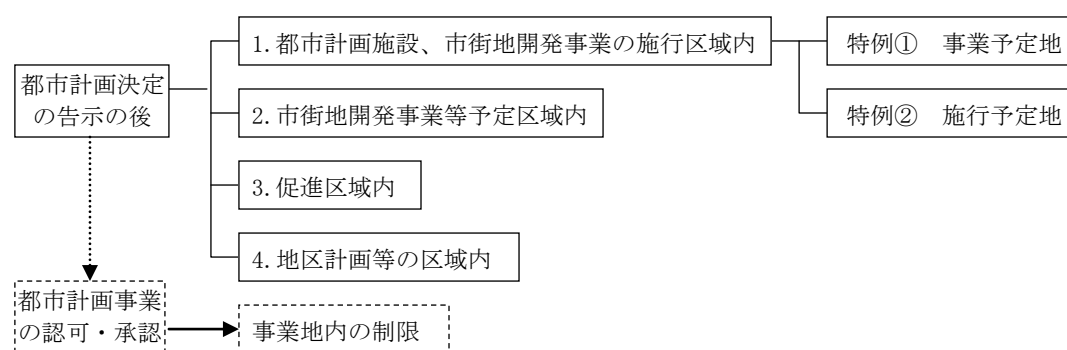 1.都市計画施設、市街地開発事業の施行区域内
特例① 事業予定地
都市計画決定
の告示の後
2.市街地開発事業等予定区域内
特例② 施行予定地
3.促進区域内
4.地区計画等の区域内
都市計画事業
の認可・承認
事業地内の制限